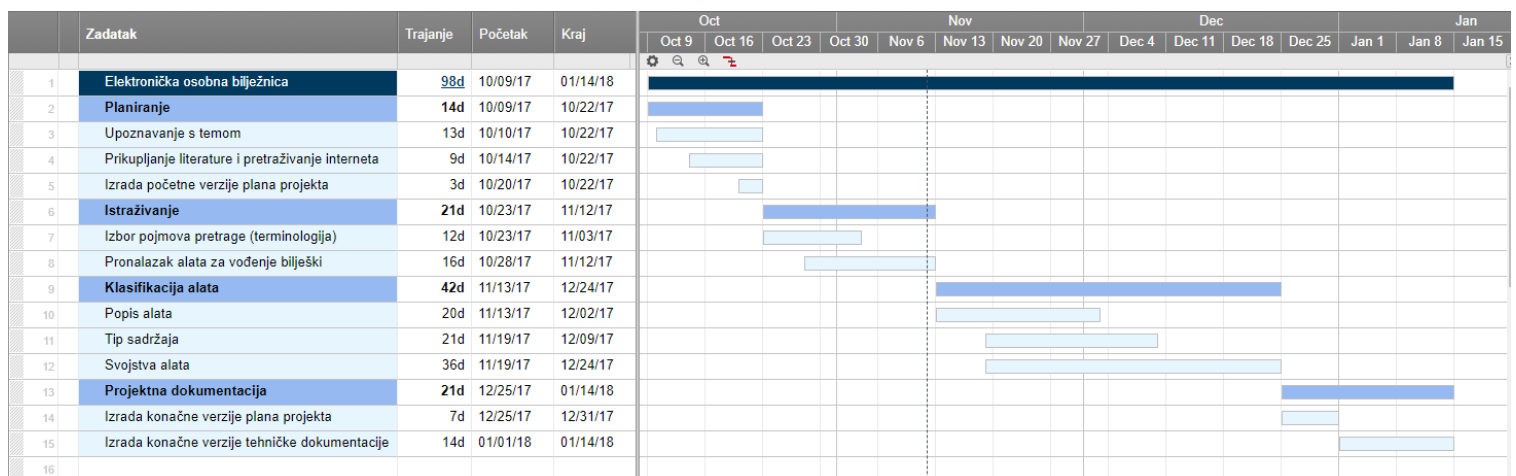 Oct Nov Dec Jan
Zadatak Trajanje Početak Kraj
Oct 9 Oct 16 Oct 23 Oct 30 Nov 6 Nov 13 Nov 20 Nov 27 Dec 4 Dec 11 Dec 18 Dec 25 Jan 1 Jan 8 Jan 15
1 Elektronička osobna bilježnica 98d 10/09/17 01/14/18
2 Planiranje 14d 10/09/17 10/22/17
3 Upoznavanje s temom 13d 10/10/17 10/22/17
4 Prikupljanje literature i pretraživanje interneta 9d 10/14/17 10/22/17
5 Izrada početne verzije plana projekta 3d 10/20/17 10/22/17
6 Istraživanje 21d 10/23/17 11/12/17
7 Izbor pojmova pretrage (terminologija) 12d 10/23/17 11/03/17
8 Pronalazak alata za vođenje bilješki 16d 10/28/17 11/12/17
9 Klasifikacija alata 42d 11/13/17 12/24/17
10 Popis alata 20d 11/13/17 12/02/17
11 Tip sadržaja 21d 11/19/17 12/09/17
12 Svojstva alata 36d 11/19/17 12/24/17
13 Projektna dokumentacija 21d 12/25/17 01/14/18
14 Izrada konačne verzije plana projekta 7d 12/25/17 12/31/17
15 Izrada konačne verzije tehničke dokumentacije 14d 01/01/18 01/14/18
16